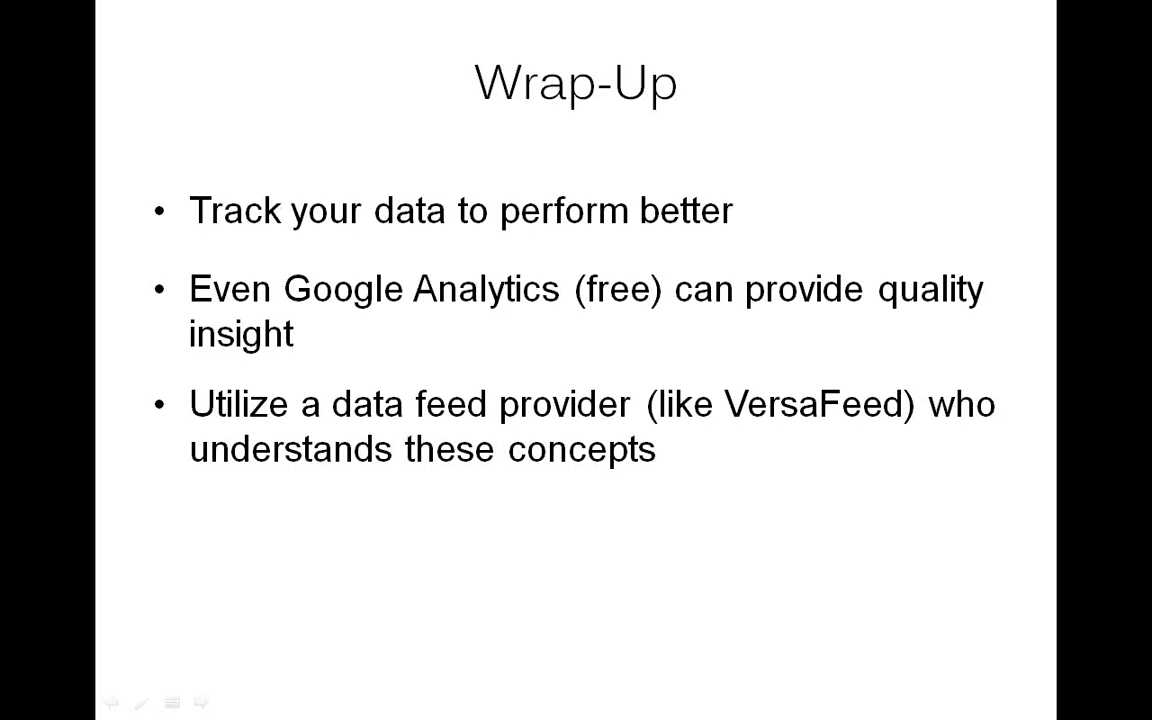 Wrap-Up
• Track your data to perform better
• Even Google Analytics (free) can provide quality
insight
• Utilize a data feed provider (like VersaFeed) who
understands these concepts